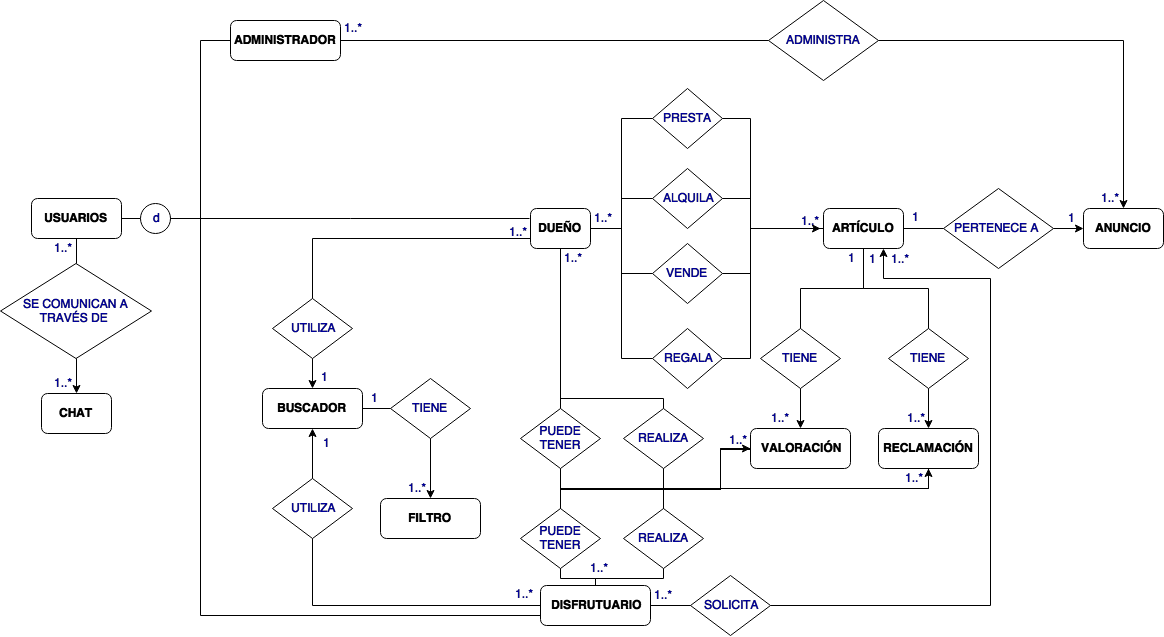 1..*
ADMINISTRADOR
ADMINISTRA
PRESTA
ALQUILA
1..*
USUARIOS
d
1..*
1..*
1
1
DUEÑO
ARTÍCULO
PERTENECE A
ANUNCIO
1..*
1..*
1..*
1
1
1..*
VENDE
SE COMUNICAN A
TRAVÉS DE
UTILIZA
REGALA
TIENE
TIENE
1..*
1
CHAT
BUSCADOR
1
TIENE
1..*
1..*
PUEDE
TENER
REALIZA
1..*
1
VALORACIÓN
RECLAMACIÓN
1..*
1..*
UTILIZA
FILTRO
PUEDE
TENER
REALIZA
1..*
1..*
1..*
DISFRUTUARIO
SOLICITA